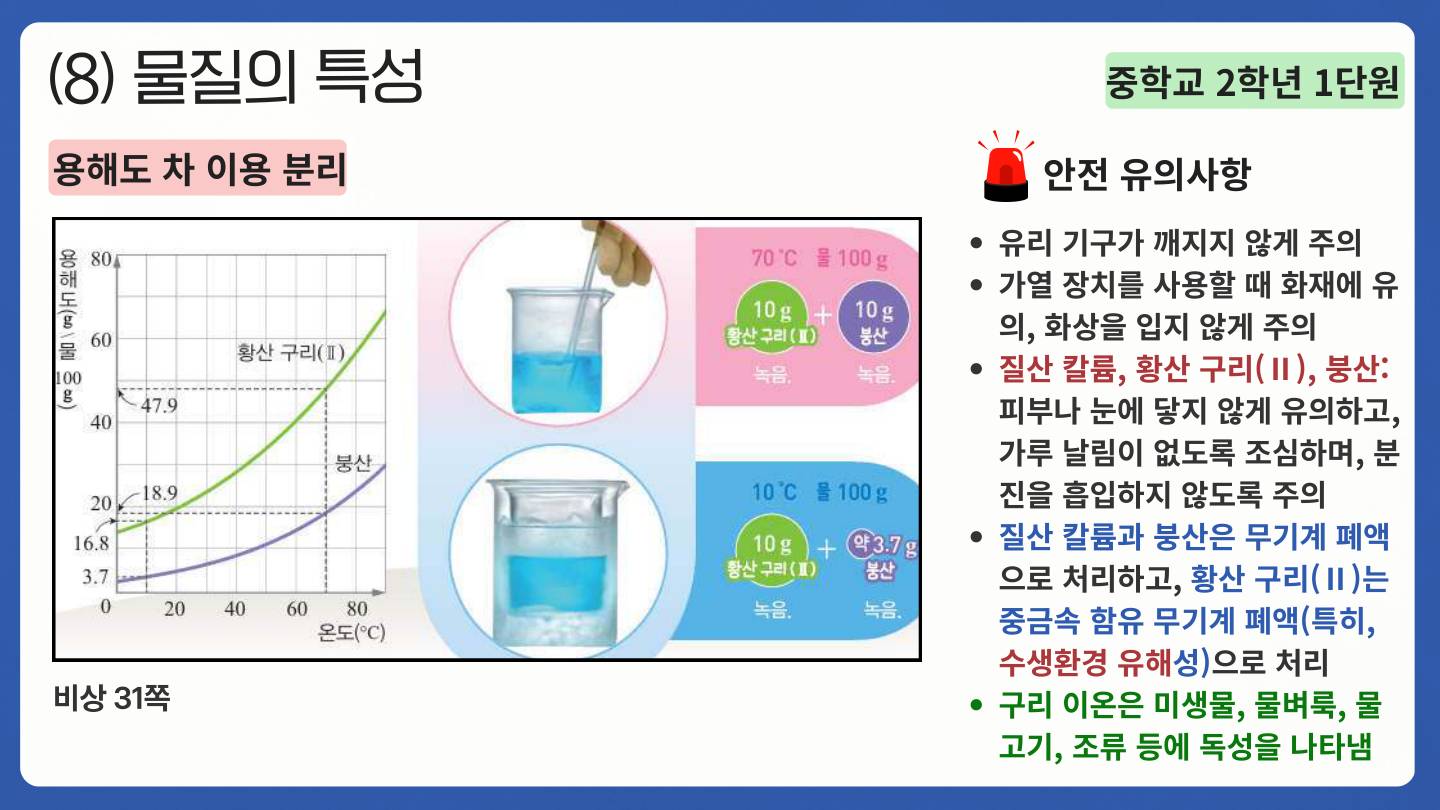 (8) 물질의 특성
중학교 2학년 1단원
용해도 차 이용 분리
용해도(g/물 100 g)
80
60
40
20
0
47.9
18.9
16.8
3.7
황산 구리(Ⅱ)
붕산
20 40 60 80
온도(°C)
70 °C 물 100 g
10 g 황산 구리(Ⅱ) + 10 g 붕산
녹음. 녹음.
10 °C 물 100 g
10 g 황산 구리(Ⅱ) + 약 3.7 g 붕산
녹음. 녹음.
비상 31쪽
안전 유의사항
• 유리 기구가 깨지지 않게 주의
• 가열 장치를 사용할 때 화재에 유
의, 화상을 입지 않게 주의
• 질산 칼륨, 황산 구리(Ⅱ), 붕산:
피부나 눈에 닿지 않게 유의하고,
가루 날림이 없도록 조심하며, 분
진을 흡입하지 않도록 주의
• 질산 칼륨과 붕산은 무기계 폐액
으로 처리하고, 황산 구리(Ⅱ)는
중금속 함유 무기계 폐액(특히,
수생환경 유해성)으로 처리
• 구리 이온은 미생물, 물벼룩, 물
고기, 조류 등에 독성을 나타냄